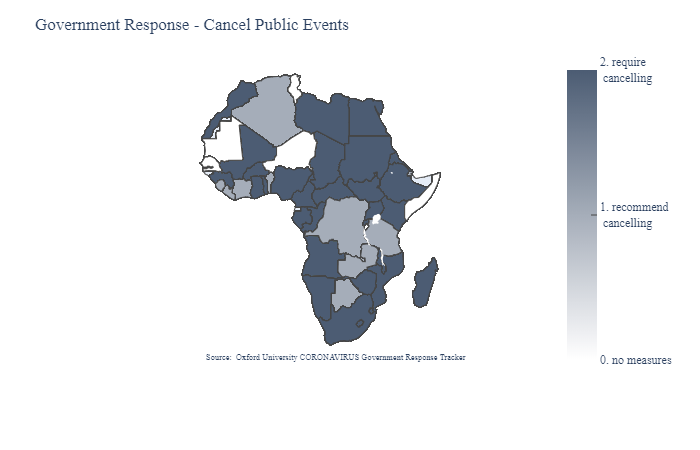 Government Response - Cancel Public Events
2. require
cancelling
1. recommend
cancelling
0. no measures
Source: Oxford University CORONAVIRUS Government Response Tracker